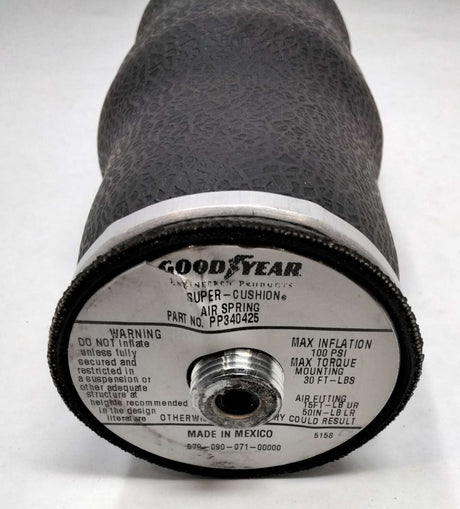 GOODYEAR
ENGINEERED PRODUCTS
SUPER-CUSHION®
AIR SPRING
PART NO. PP340425
WARNING
DO NOT inflate
unless fully
secured and
restricted in
a suspension or
other adequate
structure at
heights recommended
in the design
literature OTHERWI RY COULD RESULT
MAX INFLATION
100 PSI
MAX TORQUE
MOUNTING
30 FT-LBS
AIR FITTING
15FT-LB UR
50IN-LB LR
MADE IN MEXICO
5158
579-090-071-00000